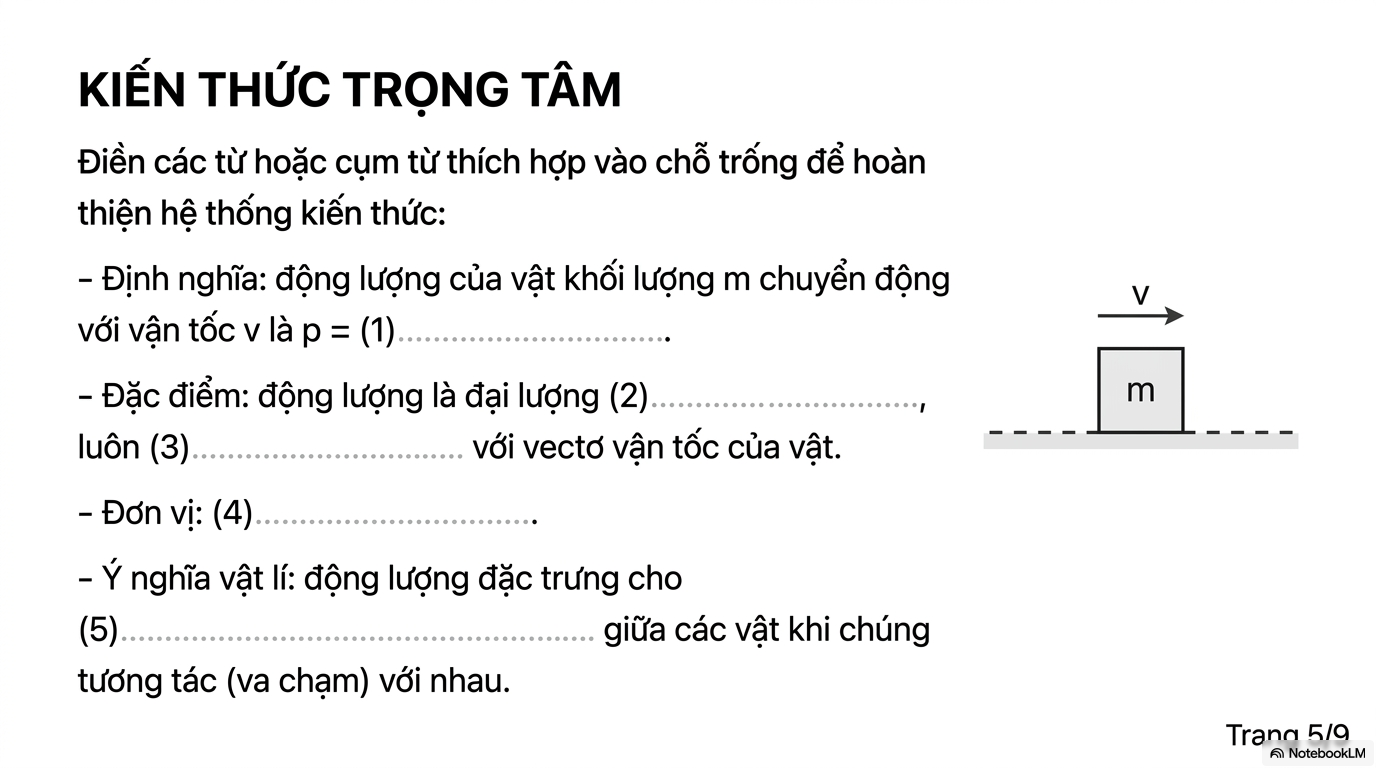 KIẾN THỨC TRỌNG TÂM
Điền các từ hoặc cụm từ thích hợp vào chỗ trống để hoàn
thiện hệ thống kiến thức:
– Định nghĩa: động lượng của vật khối lượng m chuyển động
với vận tốc v là p = (1)..............................
– Đặc điểm: động lượng là đại lượng (2)..............................,
luôn (3).............................. với vectơ vận tốc của vật.
– Đơn vị: (4)...............................
– Ý nghĩa vật lí: động lượng đặc trưng cho
(5)..................................................... giữa các vật khi chúng
tương tác (va chạm) với nhau.
v
m
Trang 5/9
NotebookLM